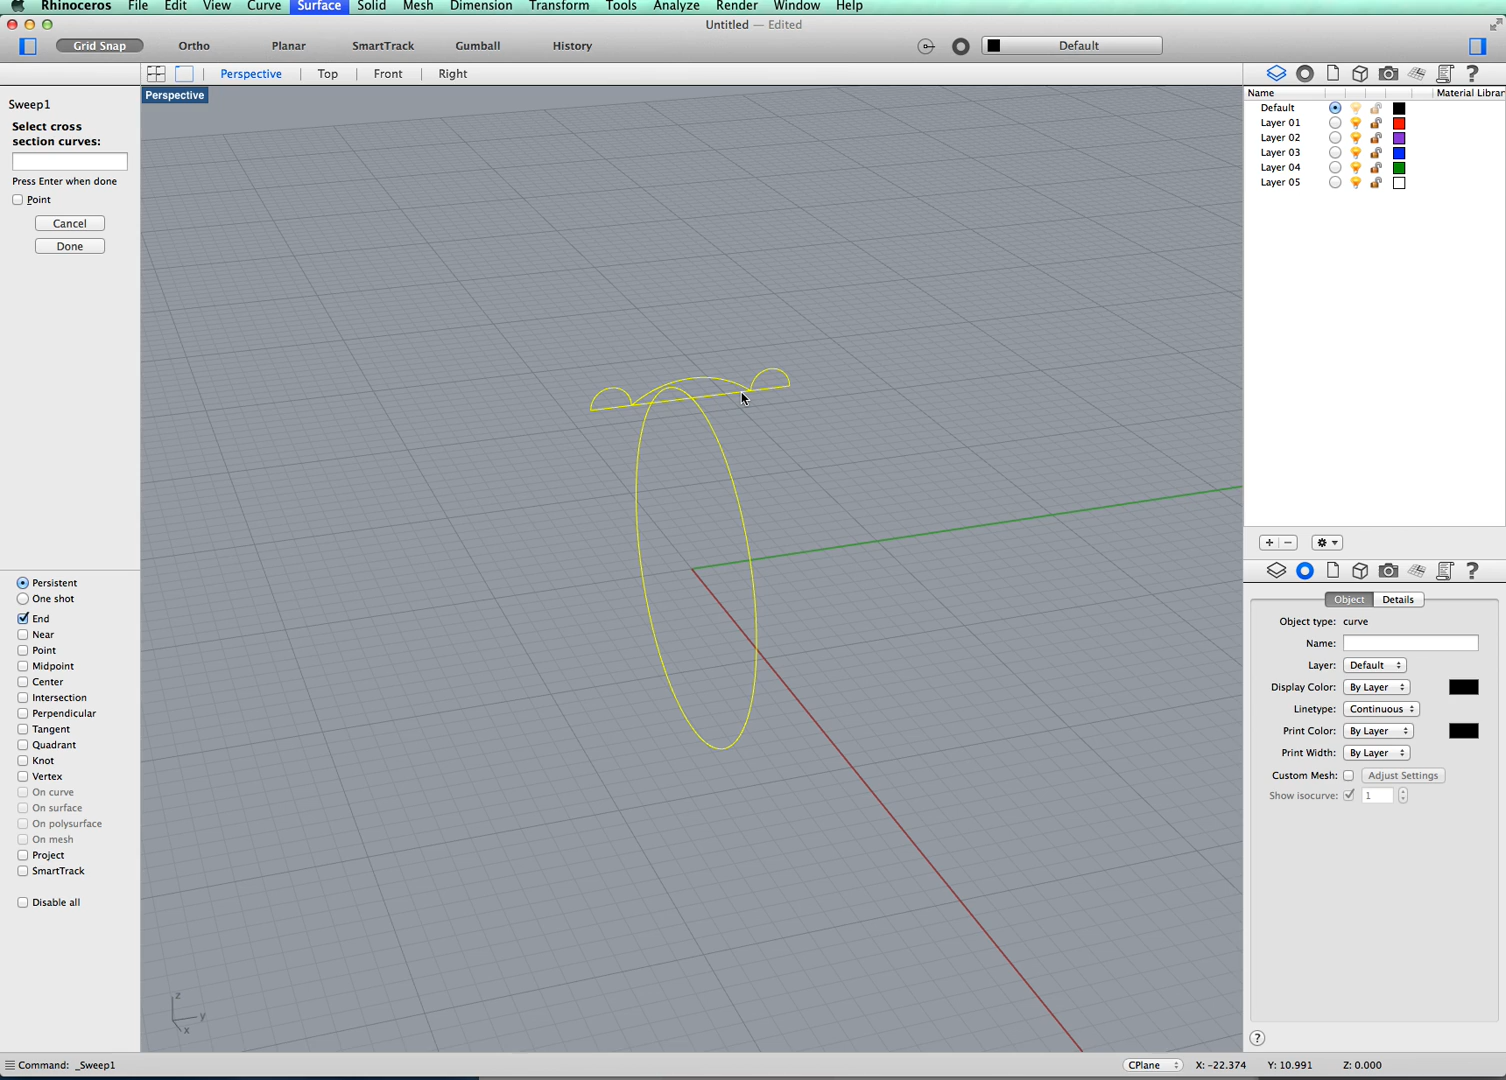 Rhinoceros File Edit View Curve Surface Solid Mesh Dimension Transform Tools Analyze Render Window Help
Untitled — Edited
Grid Snap Ortho Planar SmartTrack Gumball History Default
Perspective Top Front Right
Perspective
Name Material Librar
Sweep1
Default
Select cross
section curves:
Layer 01
Layer 02
Layer 03
Layer 04
Layer 05
Press Enter when done
Point
Cancel
Done
Persistent
One shot
End
Near
Point
Midpoint
Center
Intersection
Perpendicular
Tangent
Quadrant
Knot
Vertex
On curve
On surface
On polysurface
On mesh
Project
SmartTrack
Disable all
Object Details
Object type: curve
Name:
Layer: Default
Display Color: By Layer
Linetype: Continuous
Print Color: By Layer
Print Width: By Layer
Custom Mesh: Adjust Settings
Show isocurve: 1
?
z
y
x
Command: _Sweep1
CPlane X: -22.374 Y: 10.991 Z: 0.000